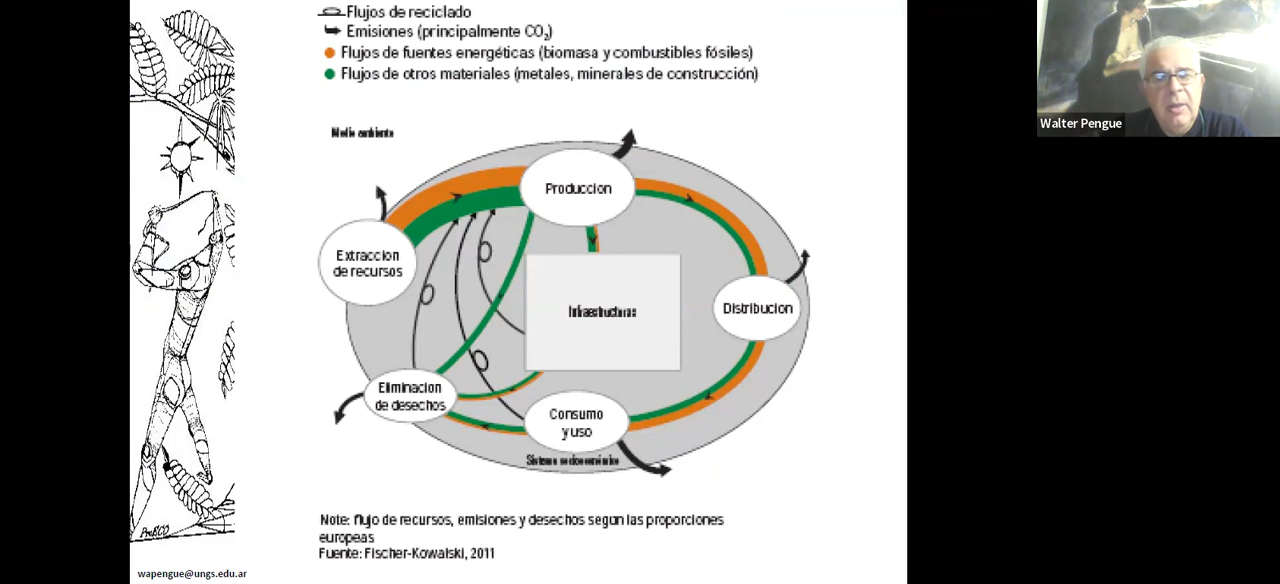 Flujos de reciclado
Emisiones (principalmente CO₂)
Flujos de fuentes energéticas (biomasa y combustibles fósiles)
Flujos de otros materiales (metales, minerales de construcción)
Walter Pengue
Medio ambiente
Produccion
Extraccion
de recursos
Infraestructuras
Distribucion
Eliminacion
de desechos
Consumo
y uso
Sistema socioeconómico
Note: flujo de recursos, emisiones y desechos segun las proporciones
europeas
Fuente: Fischer-Kowalski, 2011
ProECO
wapengue@ungs.edu.ar